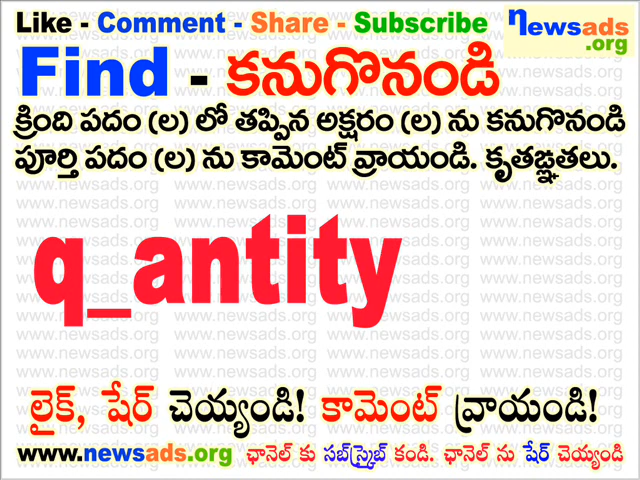 Like - Comment - Share - Subscribe
newsads
.org
Find - కనుగొనండి
క్రింది పదం (ల) లో తప్పిన అక్షరం (ల) ను కనుగొనండి
పూర్తి పదం (ల) ను కామెంట్ వ్రాయండి. కృతజ్ఞతలు.
q_antity
లైక్, షేర్ చెయ్యండి! కామెంట్ వ్రాయండి!
www.newsads.org ఛానెల్ కు సబ్‌స్క్రైబ్ కండి. ఛానెల్ ను షేర్ చెయ్యండి